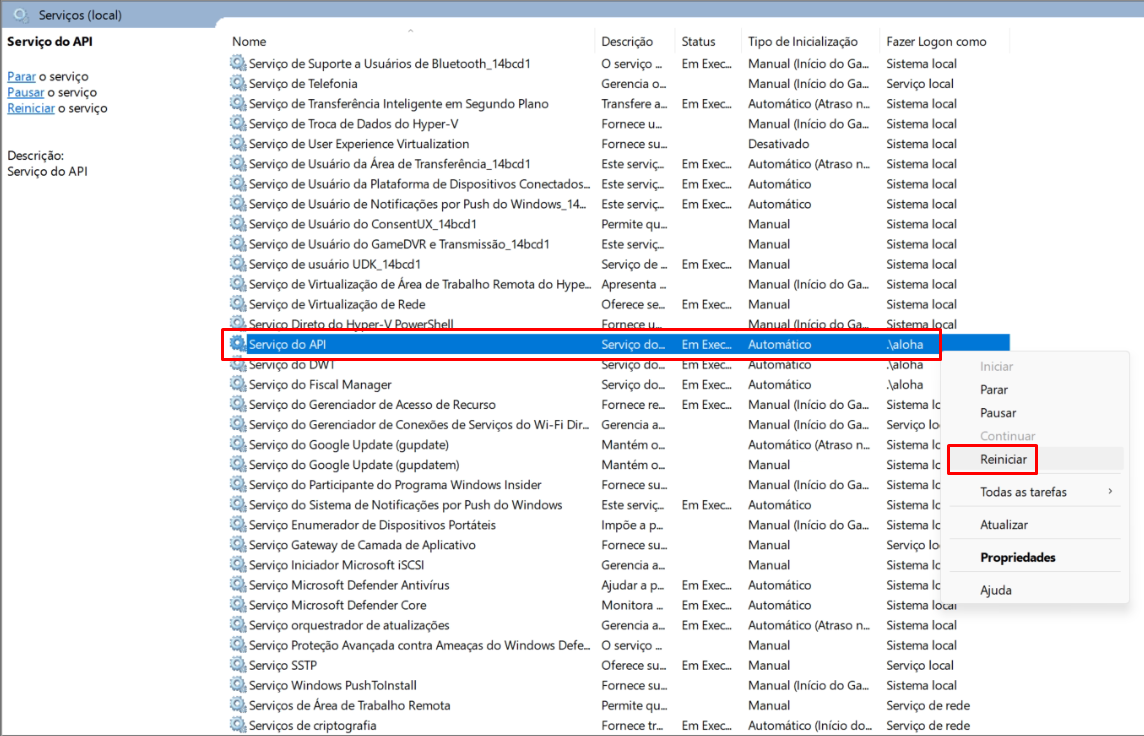 Serviços (local)
Serviço do API
Parar o serviço
Pausar o serviço
Reiniciar o serviço
Descrição:
Serviço do API
Nome Descrição Status Tipo de Inicialização Fazer Logon como
Serviço de Suporte a Usuários de Bluetooth_14bcd1 O serviço ... Em Exec... Manual (Início do Ga... Sistema local
Serviço de Telefonia Gerencia o... Manual (Início do Ga... Serviço local
Serviço de Transferência Inteligente em Segundo Plano Transfere a... Em Exec... Automático (Atraso n... Sistema local
Serviço de Troca de Dados do Hyper-V Fornece u... Manual (Início do Ga... Sistema local
Serviço de User Experience Virtualization Fornece su... Desativado Sistema local
Serviço de Usuário da Área de Transferência_14bcd1 Este serviç... Em Exec... Automático (Atraso n... Sistema local
Serviço de Usuário da Plataforma de Dispositivos Conectados... Este serviç... Em Exec... Automático Sistema local
Serviço de Usuário de Notificações por Push do Windows_14... Este serviç... Em Exec... Automático Sistema local
Serviço de Usuário do ConsentUX_14bcd1 Permite qu... Manual Sistema local
Serviço de Usuário do GameDVR e Transmissão_14bcd1 Este serviç... Manual Sistema local
Serviço de usuário UDK_14bcd1 Serviço de ... Em Exec... Manual Sistema local
Serviço de Virtualização de Área de Trabalho Remota do Hype... Apresenta ... Manual (Início do Ga... Sistema local
Serviço de Virtualização de Rede Oferece se... Em Exec... Manual Sistema local
Serviço Direto do Hyper-V PowerShell Fornece u... Manual (Início do Ga... Sistema local
Serviço do API Serviço do... Em Exec... Automático .\aloha
Serviço do DWT Serviço do... Em Exec... Automático .\aloha
Serviço do Fiscal Manager Serviço do... Em Exec... Automático .\aloha
Serviço do Gerenciador de Acesso de Recurso Fornece re... Em Exec... Manual (Início do Ga... Sistema lo
Serviço do Gerenciador de Conexões de Serviços do Wi-Fi Dir... Gerencia a... Manual (Início do Ga... Serviço lo
Serviço do Google Update (gupdate) Mantém o... Automático (Atraso n... Sistema lo
Serviço do Google Update (gupdatem) Mantém o... Manual Sistema lo
Serviço do Participante do Programa Windows Insider Fornece su... Manual (Início do Ga... Sistema lo
Serviço do Sistema de Notificações por Push do Windows Este serviç... Em Exec... Automático Sistema lo
Serviço Enumerador de Dispositivos Portáteis Impõe a p... Manual (Início do Ga... Sistema lo
Serviço Gateway de Camada de Aplicativo Fornece su... Manual Serviço lo
Serviço Iniciador Microsoft iSCSI Gerencia a... Manual Sistema lo
Serviço Microsoft Defender Antivírus Ajudar a p... Em Exec... Automático Sistema lo
Serviço Microsoft Defender Core Monitora ... Em Exec... Automático Sistema local
Serviço orquestrador de atualizações Gerencia a... Em Exec... Automático (Atraso n... Sistema local
Serviço Proteção Avançada contra Ameaças do Windows Defe... O serviço ... Manual Sistema local
Serviço SSTP Oferece su... Em Exec... Manual Serviço local
Serviço Windows PushToInstall Fornece su... Manual (Início do Ga... Sistema local
Serviços de Área de Trabalho Remota Permite qu... Manual Serviço de rede
Serviços de criptografia Fornece tr... Em Exec... Automático (Início do... Serviço de rede
Iniciar
Parar
Pausar
Continuar
Reiniciar
Todas as tarefas
Atualizar
Propriedades
Ajuda